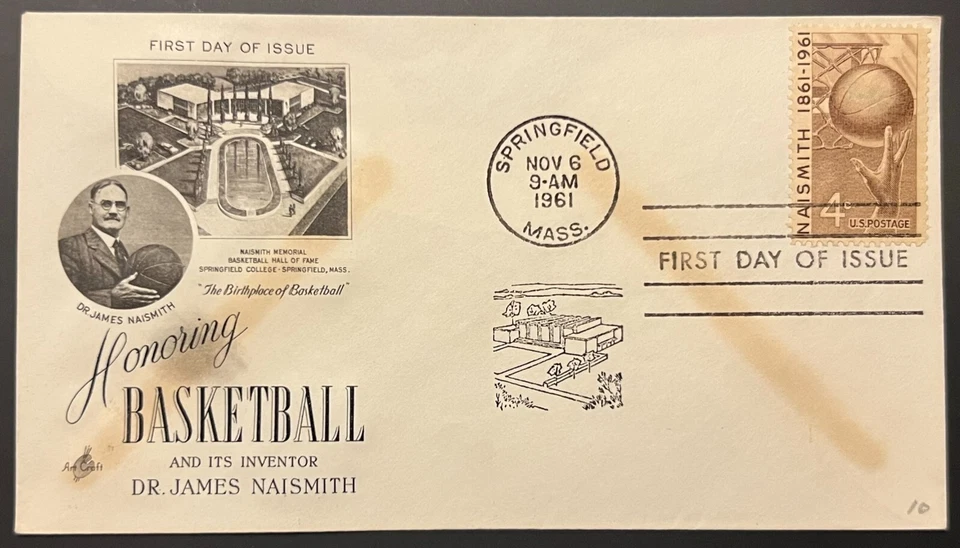 FIRST DAY OF ISSUE
NAISMITH MEMORIAL
BASKETBALL HALL OF FAME
SPRINGFIELD COLLEGE - SPRINGFIELD, MASS.
"The Birthplace of Basketball"
DR. JAMES NAISMITH
Honoring
BASKETBALL
AND ITS INVENTOR
DR. JAMES NAISMITH
Art Craft
SPRINGFIELD
NOV 6
9-AM
1961
MASS.
NAISMITH 1861-1961
4c
U.S. POSTAGE
FIRST DAY OF ISSUE
10